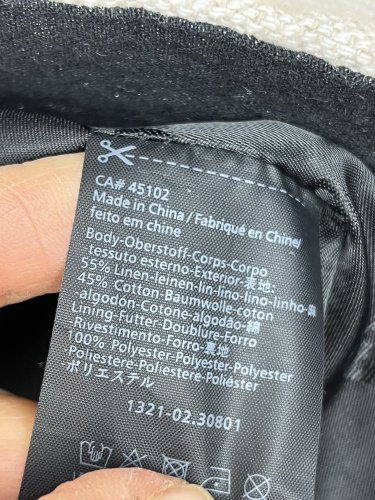 CA# 45102
Made in China / Fabriqué en Chine/
feito em chine
Body-Oberstoff-Corps-Corpo
tessuto esterno-Exterior-表地:
55% Linen-leinen-lin-lino-lino-linho-麻
45% Cotton-Baumwolle-coton
algodón-Cotone-algodão-綿
Lining-Futter-Doublure-Forro
Rivestimento-Forro-裏地
100% Polyester-Polyester-Polyester
Poliestere-Poliestere-Poliéster
ポリエステル
1321-02.30801